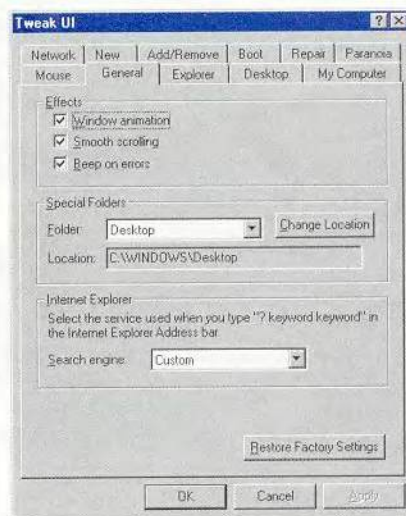 Tweak UI
Network New Add/Remove Boot Repair Paranoia
Mouse General Explorer Desktop My Computer
Effects
Window animation
Smooth scrolling
Beep on errors
Special Folders
Folder: Desktop Change Location
Location: C:\WINDOWS\Desktop
Internet Explorer
Select the service used when you type "? keyword keyword" in
the Internet Explorer Address bar
Search engine: Custom
Restore Factory Settings
OK Cancel Apply